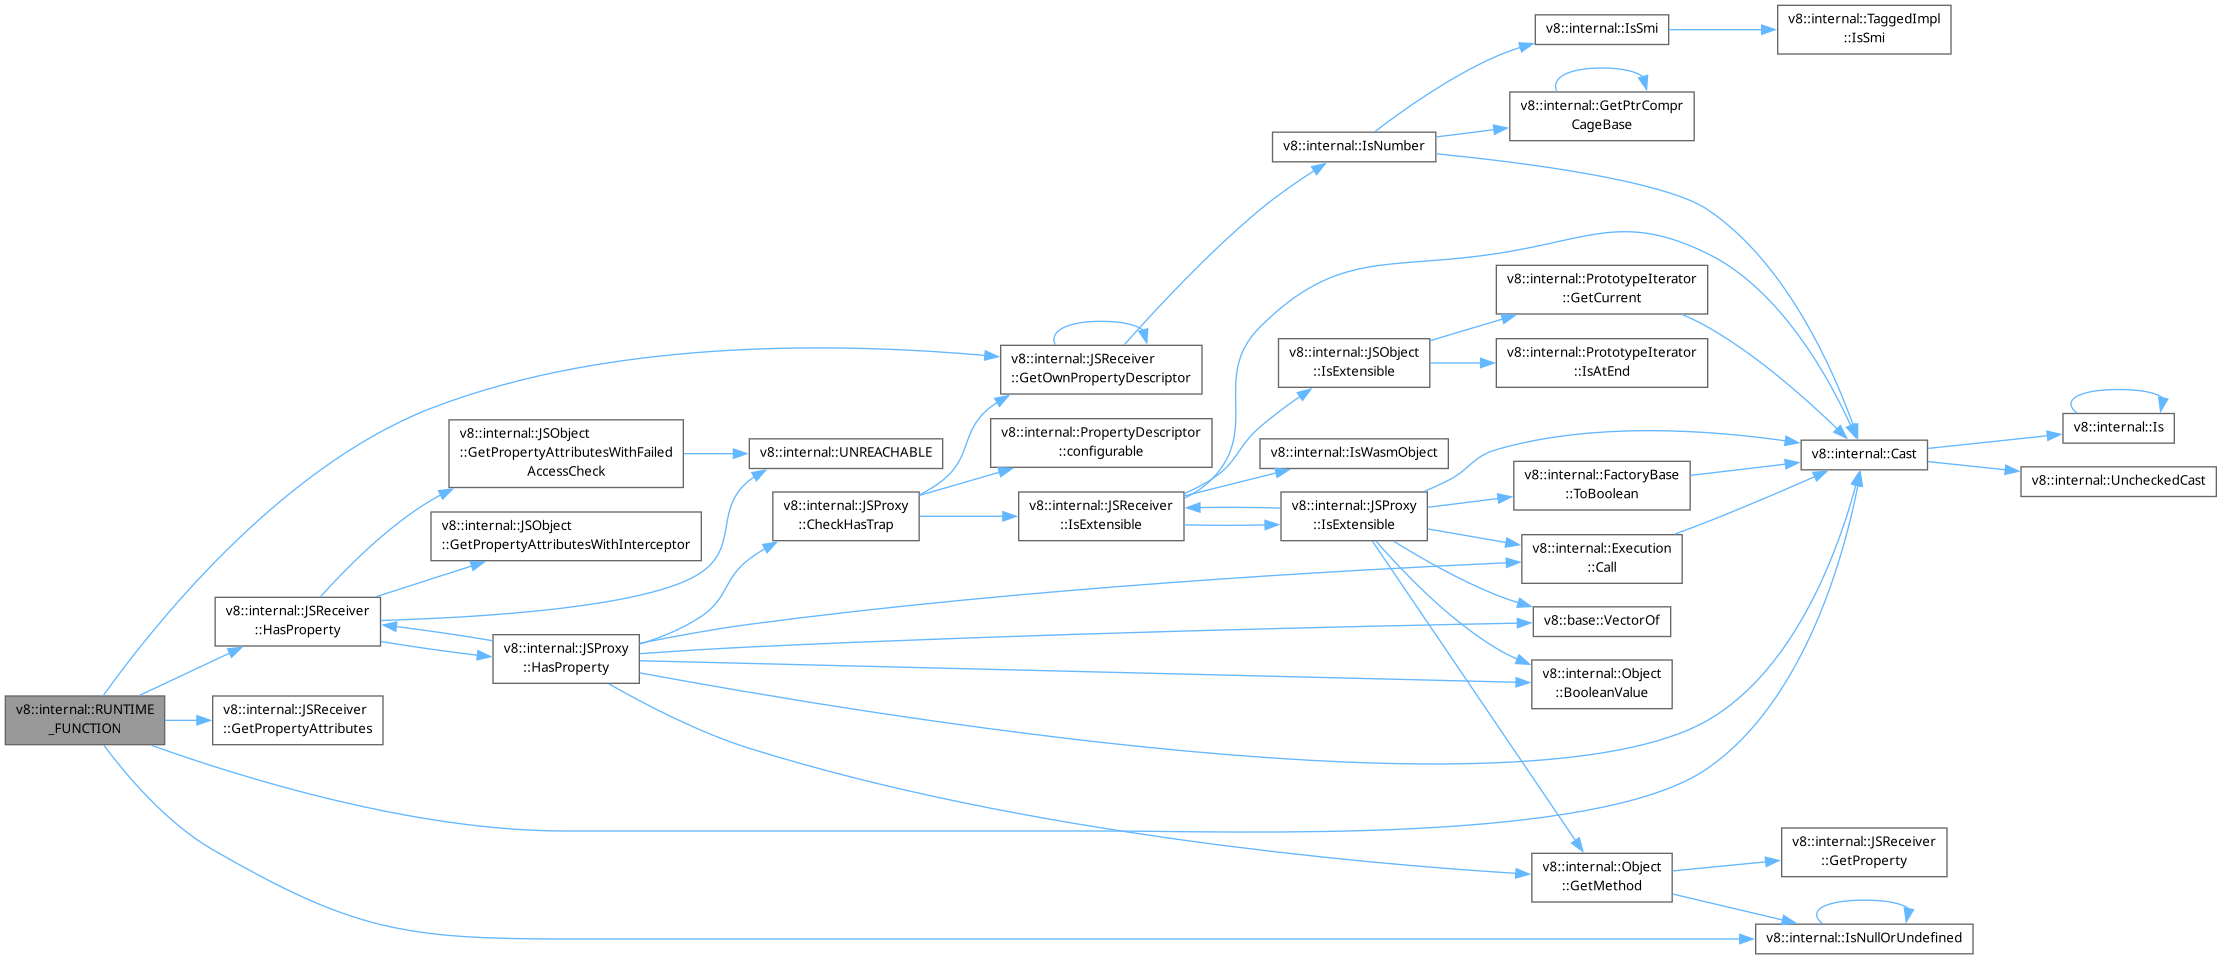 v8::internal::IsSmi
v8::internal::TaggedImpl
::IsSmi
v8::internal::GetPtrCompr
CageBase
v8::internal::IsNumber
v8::internal::PrototypeIterator
::GetCurrent
v8::internal::JSReceiver
::GetOwnPropertyDescriptor
v8::internal::JSObject
::IsExtensible
v8::internal::PrototypeIterator
::IsAtEnd
v8::internal::JSObject
::GetPropertyAttributesWithFailed
AccessCheck
v8::internal::UNREACHABLE
v8::internal::PropertyDescriptor
::configurable
v8::internal::IsWasmObject
v8::internal::Cast
v8::internal::Is
v8::internal::UncheckedCast
v8::internal::FactoryBase
::ToBoolean
v8::internal::JSProxy
::CheckHasTrap
v8::internal::JSReceiver
::IsExtensible
v8::internal::JSProxy
::IsExtensible
v8::internal::JSObject
::GetPropertyAttributesWithInterceptor
v8::internal::Execution
::Call
v8::internal::JSReceiver
::HasProperty
v8::base::VectorOf
v8::internal::JSProxy
::HasProperty
v8::internal::Object
::BooleanValue
v8::internal::RUNTIME
_FUNCTION
v8::internal::JSReceiver
::GetPropertyAttributes
v8::internal::JSReceiver
::GetProperty
v8::internal::Object
::GetMethod
v8::internal::IsNullOrUndefined